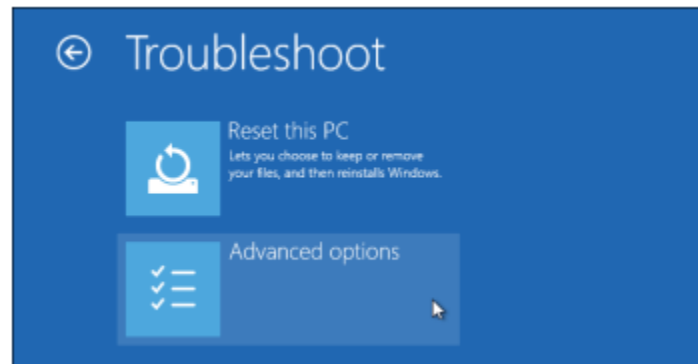 Troubleshoot
Reset this PC
Lets you choose to keep or remove
your files, and then reinstalls Windows.
Advanced options